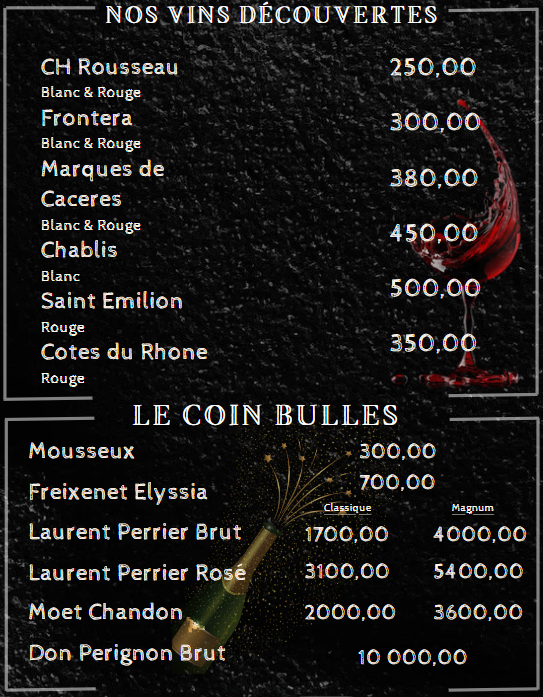 NOS VINS DÉCOUVERTES
CH Rousseau 250,00
Blanc & Rouge
Frontera 300,00
Blanc & Rouge
Marques de 380,00
Caceres
Blanc & Rouge 450,00
Chablis
Blanc 500,00
Saint Emilion
Rouge 350,00
Cotes du Rhone
Rouge
LE COIN BULLES
Mousseux 300,00
Freixenet Elyssia 700,00
Classique Magnum
Laurent Perrier Brut 1700,00 4000,00
Laurent Perrier Rosé 3100,00 5400,00
Moet Chandon 2000,00 3600,00
Don Perignon Brut 10 000,00